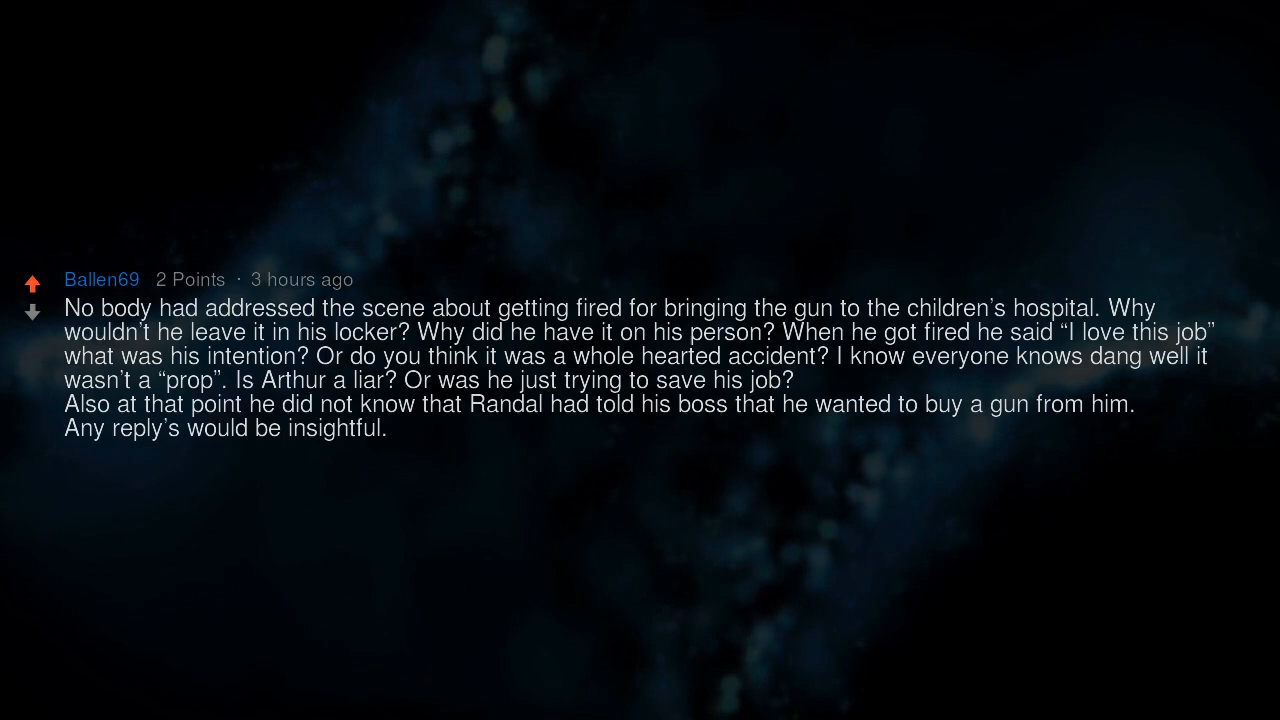 Ballen69 2 Points · 3 hours ago
No body had addressed the scene about getting fired for bringing the gun to the children’s hospital. Why
wouldn’t he leave it in his locker? Why did he have it on his person? When he got fired he said “I love this job”
what was his intention? Or do you think it was a whole hearted accident? I know everyone knows dang well it
wasn’t a “prop”. Is Arthur a liar? Or was he just trying to save his job?
Also at that point he did not know that Randal had told his boss that he wanted to buy a gun from him.
Any reply’s would be insightful.